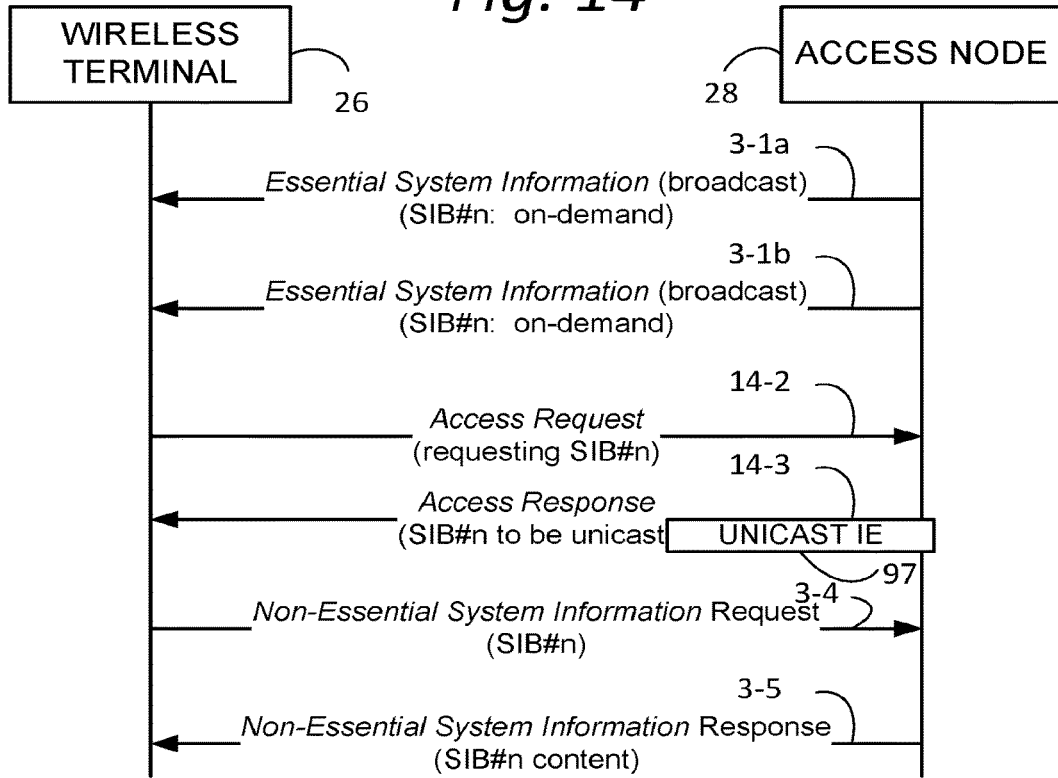 Fig. 14
WIRELESS
TERMINAL
ACCESS NODE
26
28
3-1a
Essential System Information (broadcast)
(SIB#n: on-demand)
3-1b
Essential System Information (broadcast)
(SIB#n: on-demand)
14-2
Access Request
(requesting SIB#n)
14-3
Access Response
(SIB#n to be unicast
UNICAST IE
97
3-4
Non-Essential System Information Request
(SIB#n)
3-5
Non-Essential System Information Response
(SIB#n content)